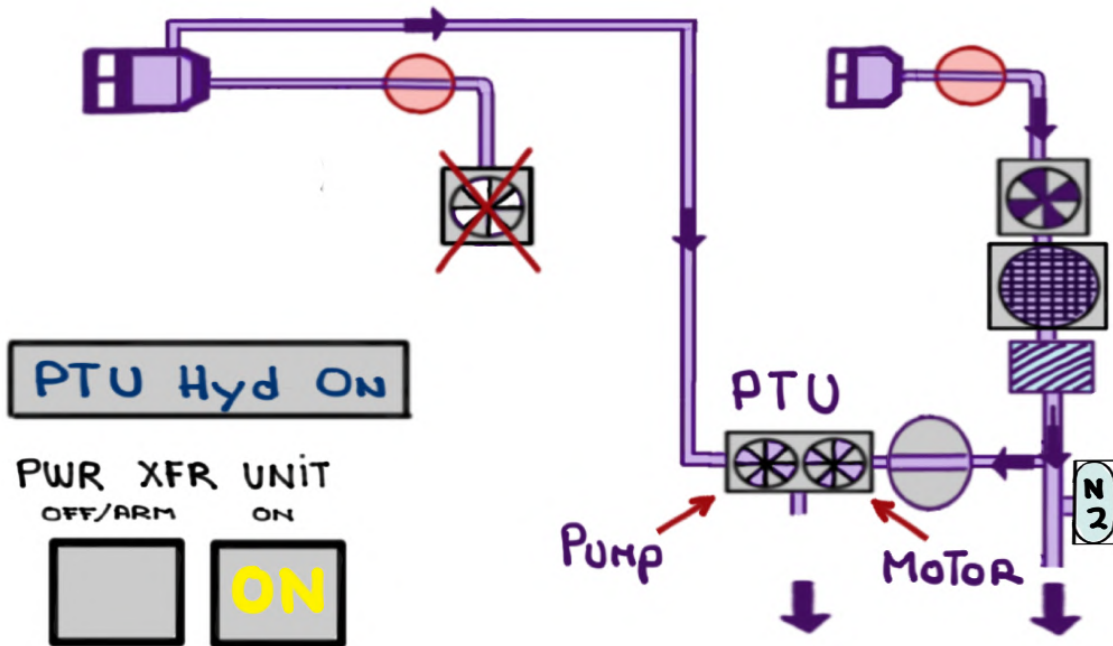 PTU Hyd ON
PWR XFR UNIT
OFF/ARM ON
ON
PTU
PUMP
MOTOR
N
2